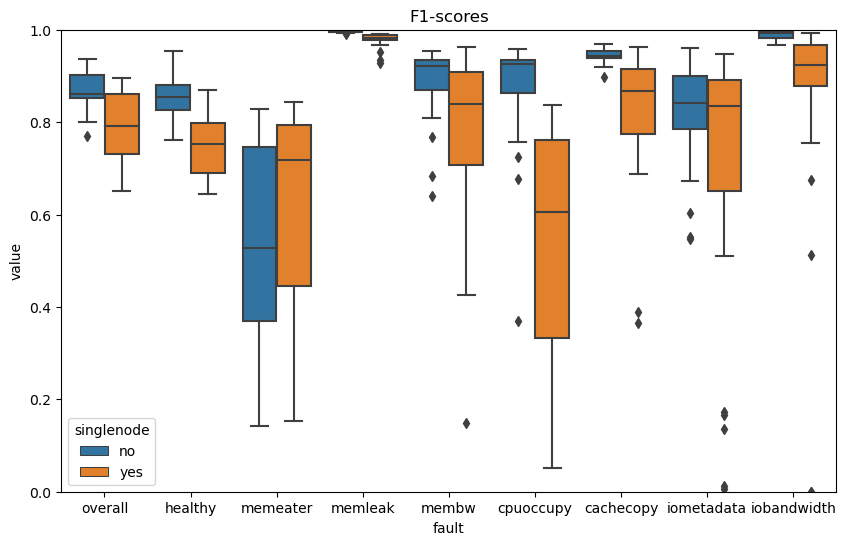 F1-scores
1.0
0.8
0.6
0.4
0.2
0.0
value
singlenode
no
yes
overall healthy memeater memleak membw cpuoccupy cachecopy iometadata iobandwidth
fault